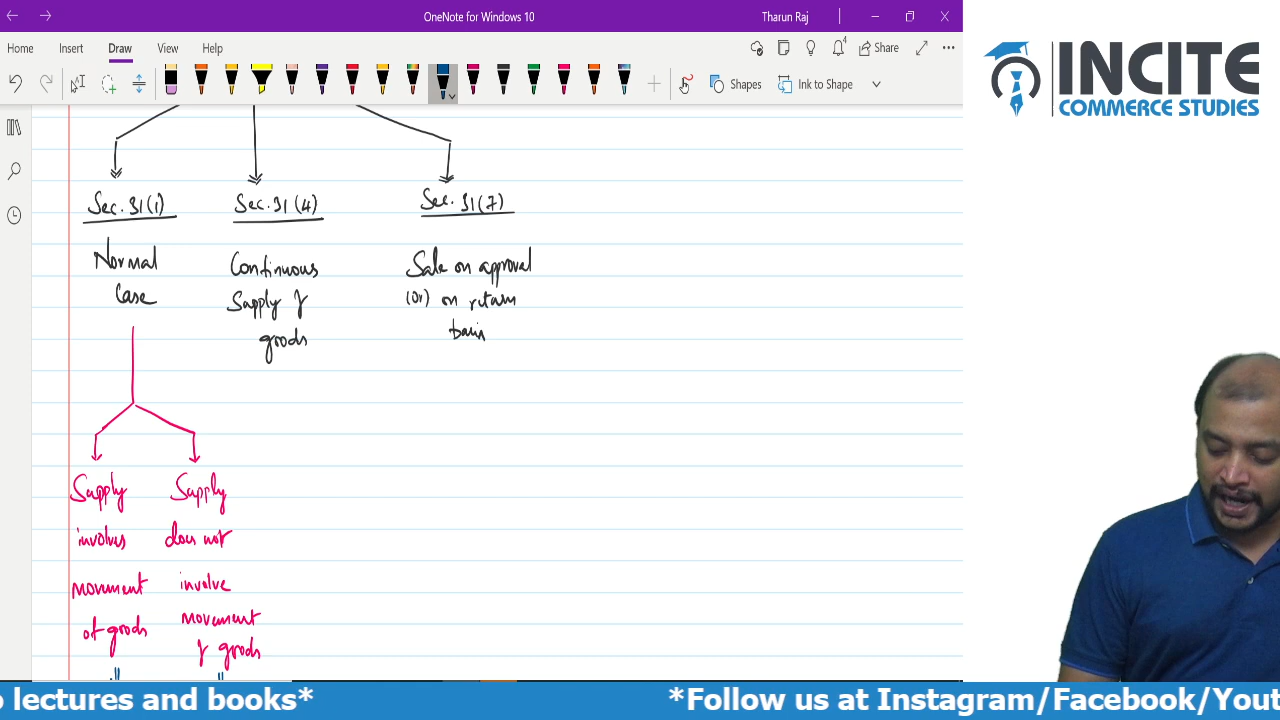 OneNote for Windows 10
Tharun Raj
Home Insert Draw View Help
4
Share
Shapes
Ink to Shape
INCITE
COMMERCE STUDIES
Sec. 31(1)
Normal
Case
Sec. 31(4)
Continuous
Supply of
goods
Sec. 31(7)
Sale on approval
(or) on return
basis
Supply
involves
movement
of goods
Supply
does not
involve
movement
of goods
o lectures and books*
*Follow us at Instagram/Facebook/Yout